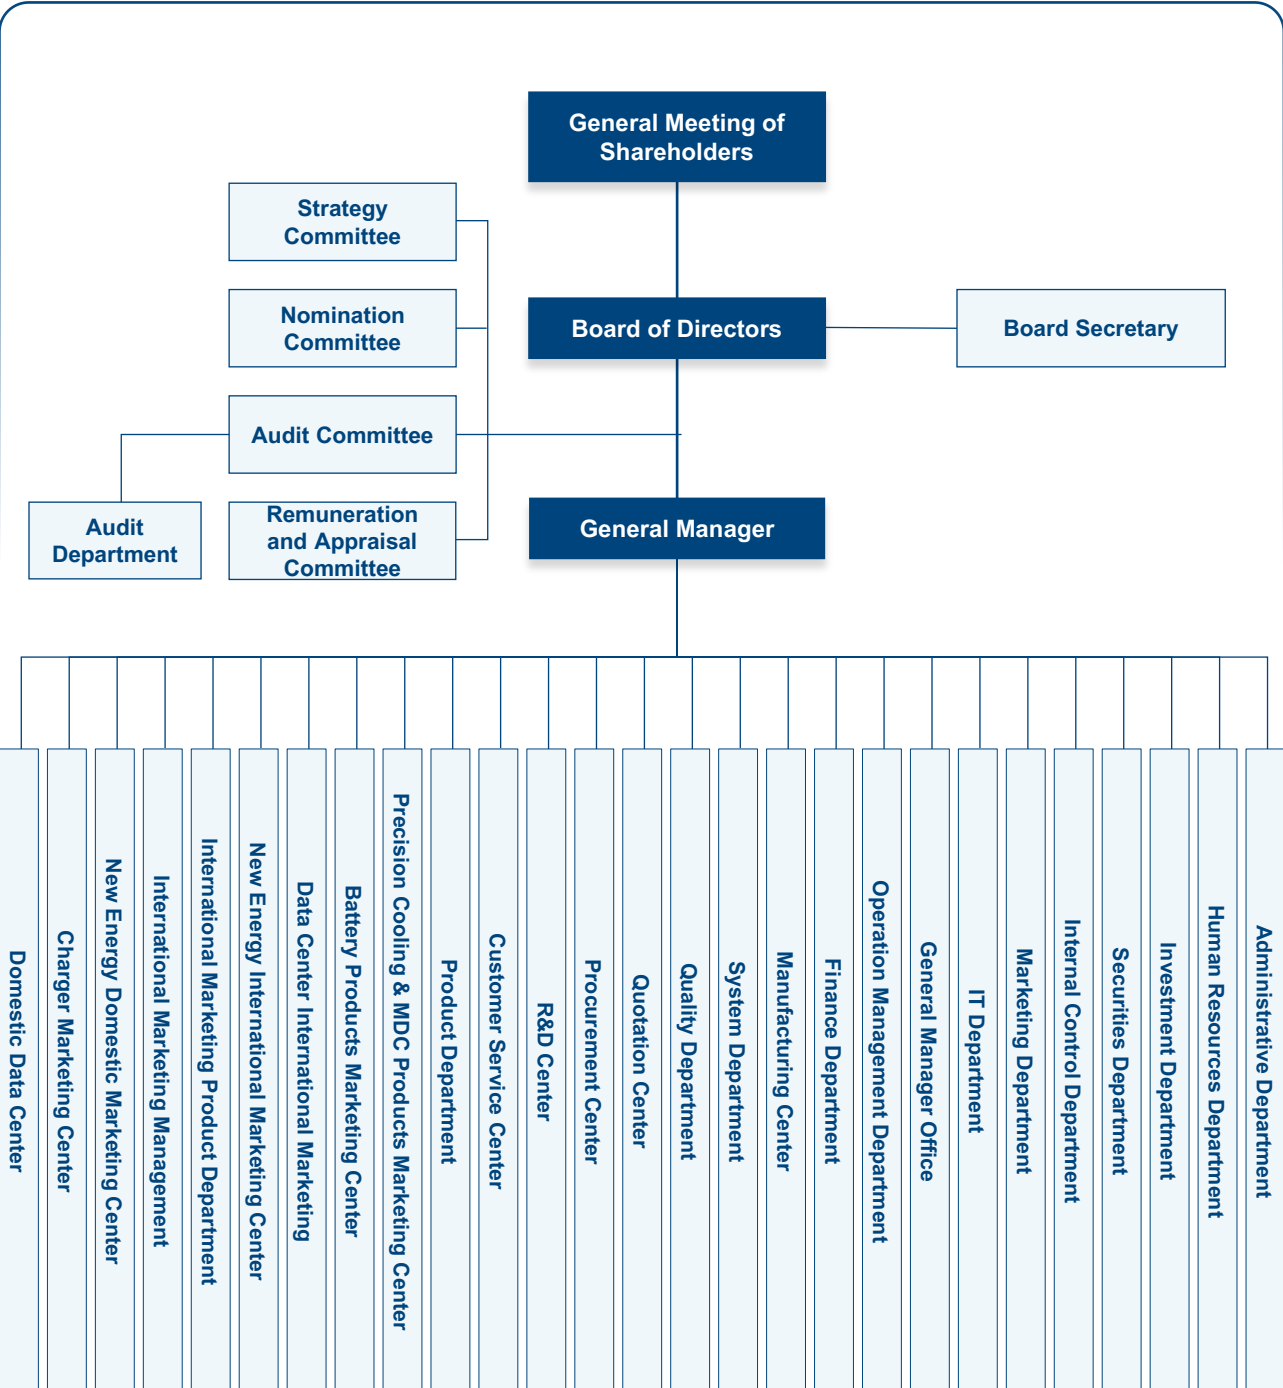 General Meeting of
Shareholders
Strategy
Committee
Nomination
Committee
Board of Directors
Board Secretary
Audit Committee
Audit
Department
Remuneration
and Appraisal
Committee
General Manager
Domestic Data Center
Charger Marketing Center
New Energy Domestic Marketing Center
International Marketing Management
International Marketing Product Department
New Energy International Marketing Center
Data Center International Marketing
Battery Products Marketing Center
Precision Cooling & MDC Products Marketing Center
Product Department
Customer Service Center
R&D Center
Procurement Center
Quotation Center
Quality Department
System Department
Manufacturing Center
Finance Department
Operation Management Department
General Manager Office
IT Department
Marketing Department
Internal Control Department
Securities Department
Investment Department
Human Resources Department
Administrative Department